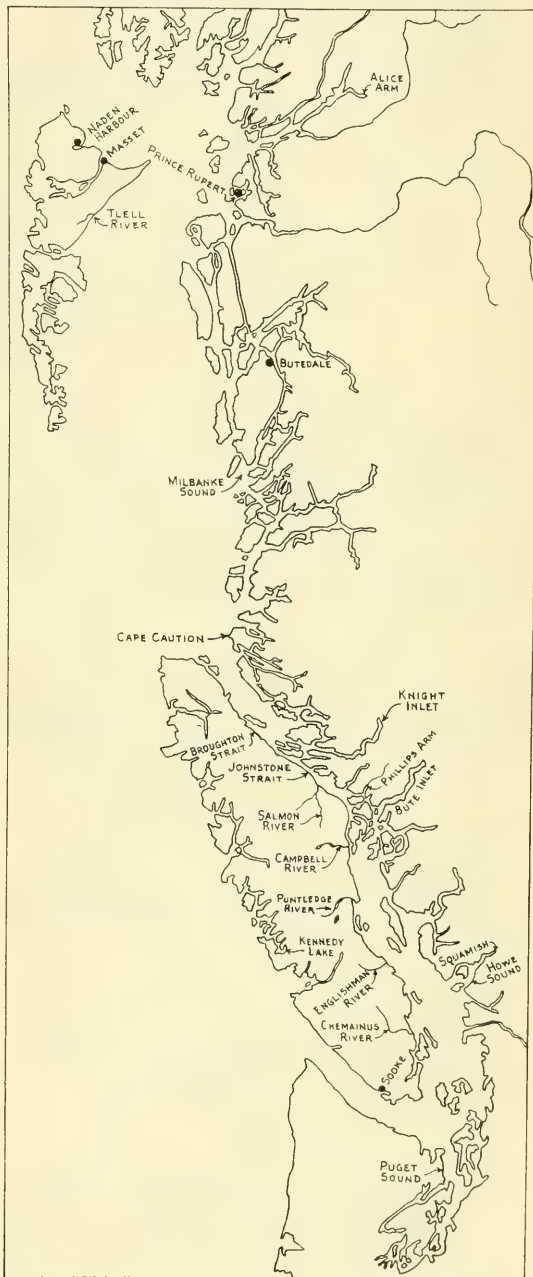 ALICE
ARM
NADEN
HARBOUR
MASSET
PRINCE RUPERT
TLELL
RIVER
BUTEDALE
MILBANKE
SOUND
CAPE CAUTION
KNIGHT
INLET
BROUGHTON
STRAIT
PHILLIPS ARM
JOHNSTONE
STRAIT
BUTE INLET
SALMON
RIVER
CAMPBELL
RIVER
PUNTLEDGE
RIVER
KENNEDY
LAKE
SQUAMISH
HOWE
SOUND
ENGLISHMAN
RIVER
CHEMAINUS
RIVER
SOOKE
PUGET
SOUND